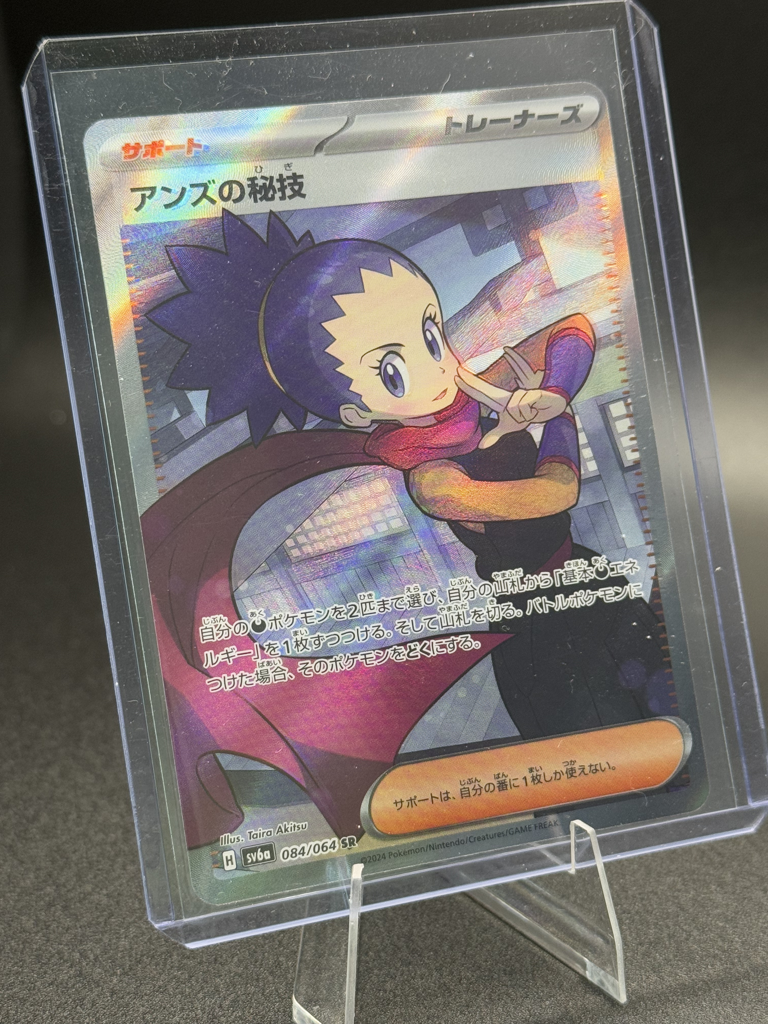 サポート
トレーナーズ
アンズの秘技
自分の ポケモンを2匹まで選び、自分の山札から「基本 エネ
ルギー」を1枚ずつつける。そして山札を切る。バトルポケモンに
つけた場合、そのポケモンをどくにする。
サポートは、自分の番に1枚しか使えない。
Illus. Taira Akitsu
H sv6a 084/064 SR
©2024 Pokémon/Nintendo/Creatures/GAME FREAK